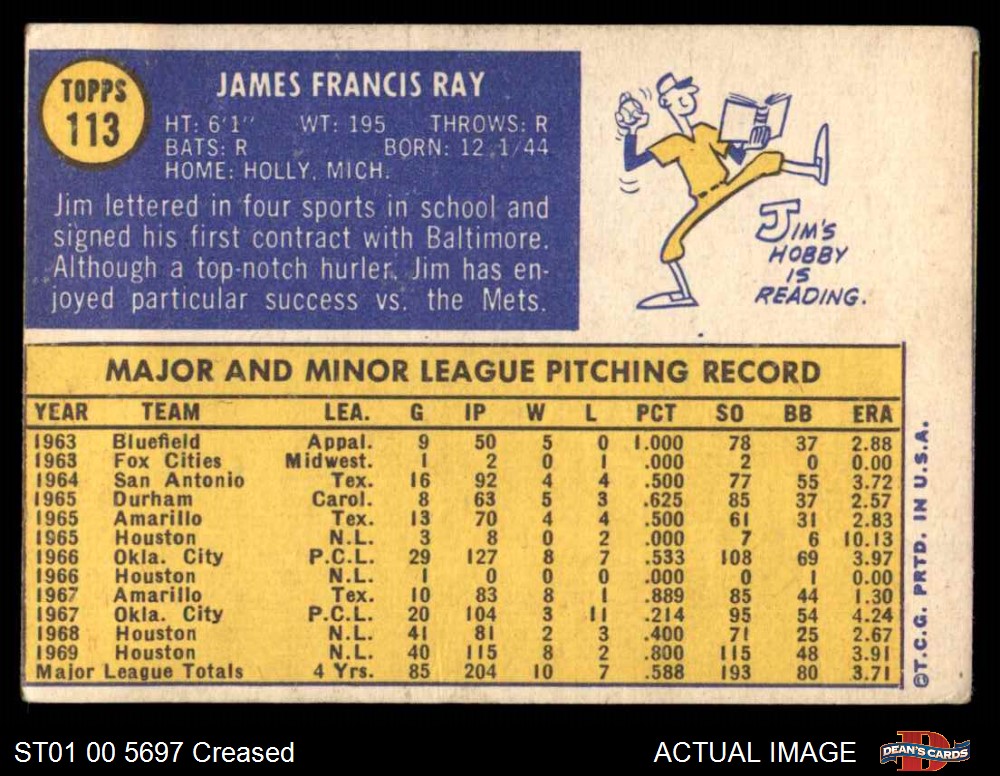 TOPPS
113
JAMES FRANCIS RAY
HT: 6'1" WT: 195 THROWS: R
BATS: R BORN: 12/1/44
HOME: HOLLY, MICH.
Jim lettered in four sports in school and
signed his first contract with Baltimore.
Although a top-notch hurler, Jim has en-
joyed particular success vs. the Mets.
JIM'S
HOBBY
IS
READING.
MAJOR AND MINOR LEAGUE PITCHING RECORD
YEAR TEAM LEA. G IP W L PCT SO BB ERA
1963 Bluefield Appal. 9 50 5 0 1.000 78 37 2.88
1963 Fox Cities Midwest. 1 2 0 1 .000 2 0 0.00
1964 San Antonio Tex. 16 92 4 4 .500 77 55 3.72
1965 Durham Carol. 8 63 5 3 .625 85 37 2.57
1965 Amarillo Tex. 13 70 4 4 .500 61 31 2.83
1965 Houston N.L. 3 8 0 2 .000 7 6 10.13
1966 Okla. City P.C.L. 29 127 8 7 .533 108 69 3.97
1966 Houston N.L. 1 0 0 0 .000 0 1 0.00
1967 Amarillo Tex. 10 83 8 1 .889 85 44 1.30
1967 Okla. City P.C.L. 20 104 3 11 .214 95 54 4.24
1968 Houston N.L. 41 81 2 3 .400 71 25 2.67
1969 Houston N.L. 40 115 8 2 .800 115 48 3.91
Major League Totals 4 Yrs. 85 204 10 7 .588 193 80 3.71
©T.C.G. PRTD. IN U.S.A.
ST01 00 5697 Creased
ACTUAL IMAGE
DEAN'S CARDS